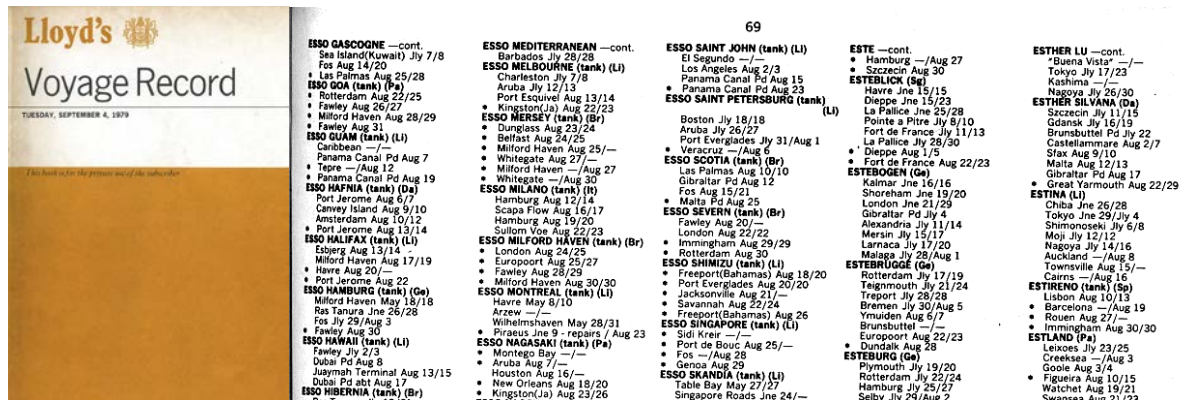 Lloyd's
Voyage Record
TUESDAY, SEPTEMBER 4, 1979
This book is for the private use of the subscriber
69
ESSO GASCOGNE —cont.
Sea Island(Kuwait) Jly 7/8
Fos Aug 14/20
• Las Palmas Aug 25/28
ESSO GOA (tank) (Pa)
• Rotterdam Aug 22/25
• Fawley Aug 26/27
• Milford Haven Aug 28/29
• Fawley Aug 31
ESSO GUAM (tank) (Li)
Caribbean —/—
Panama Canal Pd Aug 7
• Tepre —/Aug 12
• Panama Canal Pd Aug 19
ESSO HAFNIA (tank) (Da)
Port Jerome Aug 6/7
Canvey Island Aug 9/10
Amsterdam Aug 10/12
• Port Jerome Aug 13/14
ESSO HALIFAX (tank) (Li)
Esbjerg Aug 13/14
Milford Haven Aug 17/19
• Havre Aug 20/—
• Port Jerome Aug 22
ESSO HAMBURG (tank) (Ge)
Milford Haven May 18/18
Ras Tanura Jne 26/28
Fos Jly 29/Aug 3
• Fawley Aug 30
ESSO HAWAII (tank) (Li)
Fawley Jly 2/3
Dubai Pd Aug 8
Juaymah Terminal Aug 13/15
Dubai Pd abt Aug 17
ESSO HIBERNIA (tank) (Br)
ESSO MEDITERRANEAN —cont.
Barbados Jly 28/28
ESSO MELBOURNE (tank) (Li)
Charleston Jly 7/8
Aruba Jly 12/13
Port Esquivel Aug 13/14
• Kingston(Ja) Aug 22/23
ESSO MERSEY (tank) (Br)
• Dunglass Aug 23/24
• Belfast Aug 24/25
• Milford Haven Aug 25/—
• Whitegate Aug 27/—
• Milford Haven —/Aug 27
• Whitegate —/Aug 30
ESSO MILANO (tank) (It)
Hamburg Aug 12/14
Scapa Flow Aug 16/17
Hamburg Aug 19/20
Sullom Voe Aug 22/23
ESSO MILFORD HAVEN (tank) (Br)
• London Aug 24/25
• Europoort Aug 25/27
• Fawley Aug 28/29
• Milford Haven Aug 30/30
ESSO MONTREAL (tank) (Li)
Havre May 8/10
Arzew —/—
Wilhelmshaven May 28/31
• Piraeus Jne 9 - repairs / Aug 23
ESSO NAGASAKI (tank) (Pa)
• Montego Bay —/—
• Aruba Aug 7/—
Houston Aug 16/—
• New Orleans Aug 18/20
• Kingston(Ja) Aug 23/26
ESSO SAINT JOHN (tank) (Li)
El Segundo —/—
Los Angeles Aug 2/3
Panama Canal Pd Aug 15
• Panama Canal Pd Aug 23
ESSO SAINT PETERSBURG (tank)
(Li)
Boston Jly 18/18
Aruba Jly 26/27
Port Everglades Jly 31/Aug 1
• Veracruz —/Aug 6
ESSO SCOTIA (tank) (Br)
Las Palmas Aug 10/10
Gibraltar Pd Aug 12
Fos Aug 15/21
• Malta Pd Aug 25
ESSO SEVERN (tank) (Br)
Fawley Aug 20/—
London Aug 22/22
• Immingham Aug 29/29
• Rotterdam Aug 30
ESSO SHIMIZU (tank) (Li)
• Freeport(Bahamas) Aug 18/20
• Port Everglades Aug 20/20
• Jacksonville Aug 21/—
• Savannah Aug 22/24
• Freeport(Bahamas) Aug 26
ESSO SINGAPORE (tank) (Li)
• Sidi Kreir —/—
• Port de Bouc Aug 25/—
• Fos —/Aug 28
• Genoa Aug 29
ESSO SKANDIA (tank) (Li)
Table Bay May 27/27
Singapore Roads Jne 24/—
ESTE —cont.
• Hamburg —/Aug 27
• Szczecin Aug 30
ESTEBLICK (Sg)
Havre Jne 15/15
Dieppe Jne 15/23
La Pallice Jne 25/28
Pointe a Pitre Jly 8/10
Fort de France Jly 11/13
La Pallice Jly 28/30
• Dieppe Aug 1/5
• Fort de France Aug 22/23
ESTEBOGEN (Ge)
Kalmar Jne 16/16
Shoreham Jne 19/20
London Jne 21/29
Gibraltar Pd Jly 4
Alexandria Jly 11/14
Mersin Jly 15/17
Larnaca Jly 17/20
Malaga Jly 28/Aug 1
ESTEBRÜGGE (Ge)
Rotterdam Jly 17/19
Teignmouth Jly 21/24
Treport Jly 28/28
Bremen Jly 30/Aug 5
Ymuiden Aug 6/7
Brunsbuttel —/—
Europoort Aug 22/23
• Dundalk Aug 28
ESTEBURG (Ge)
Plymouth Jly 19/20
Rotterdam Jly 22/24
Hamburg Jly 25/27
Selby Jly 29/Aug 2
ESTHER LU —cont.
"Buena Vista" —/—
Tokyo Jly 17/23
Kashima —/—
Nagoya Jly 26/30
ESTHER SILVANA (Da)
Szczecin Jly 11/15
Gdansk Jly 16/19
Brunsbuttel Pd Jly 22
Castellammare Aug 2/7
Sfax Aug 9/10
Malta Aug 12/13
Gibraltar Pd Aug 17
• Great Yarmouth Aug 22/29
ESTINA (Li)
Chiba Jne 26/28
Tokyo Jne 29/Jly 4
Shimonoseki Jly 6/8
Moji Jly 12/12
Nagoya Jly 14/16
Auckland —/Aug 8
Townsville Aug 15/—
Cairns —/Aug 16
ESTIRENO (tank) (Sp)
Lisbon Aug 10/13
• Barcelona —/Aug 19
• Rouen Aug 27/—
• Immingham Aug 30/30
ESTLAND (Pa)
Leixoes Jly 23/25
Creeksea —/Aug 3
Goole Aug 3/4
• Figueira Aug 10/15
Watchet Aug 19/21
Swansea Aug 21/23